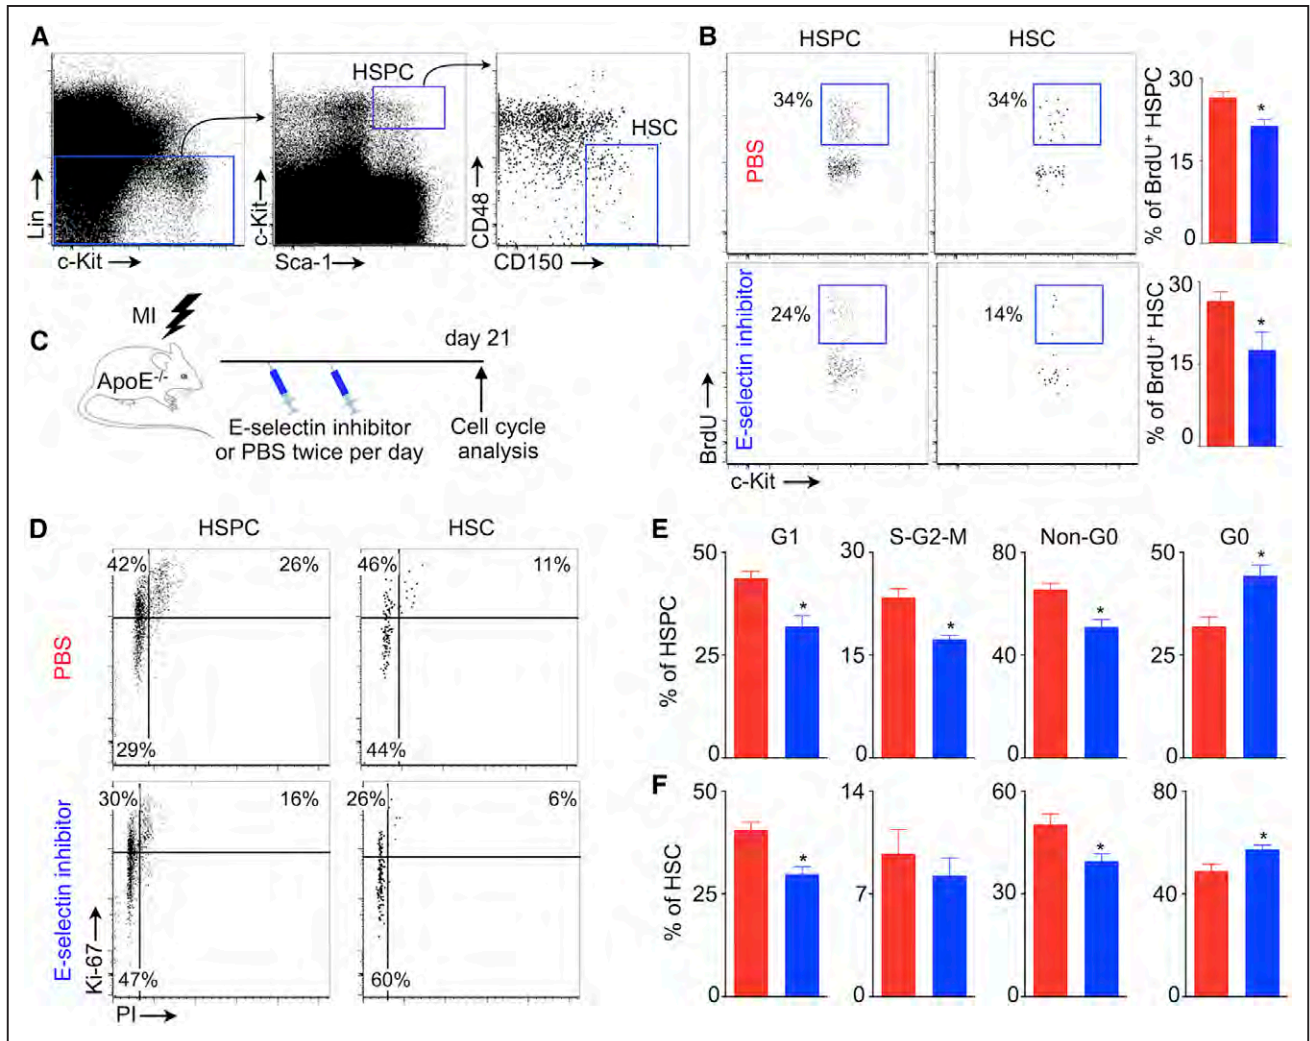 A
HSPC
HSC
Lin
c-Kit
c-Kit
Sca-1
CD48
CD150
B
HSPC
HSC
PBS
34%
34%
E-selectin inhibitor
24%
14%
BrdU
c-Kit
% of BrdU⁺ HSPC
30
15
0
*
% of BrdU⁺ HSC
30
15
0
*
C
MI
ApoE⁻/⁻
day 21
E-selectin inhibitor
or PBS twice per day
Cell cycle
analysis
D
HSPC
HSC
PBS
42%
26%
29%
46%
11%
44%
E-selectin inhibitor
30%
16%
47%
26%
6%
60%
Ki-67
PI
E
G1
S-G2-M
Non-G0
G0
% of HSPC
50
25
0
*
30
15
0
*
80
40
0
*
50
25
0
*
F
% of HSC
50
25
0
*
14
7
0
60
30
0
*
80
40
0
*